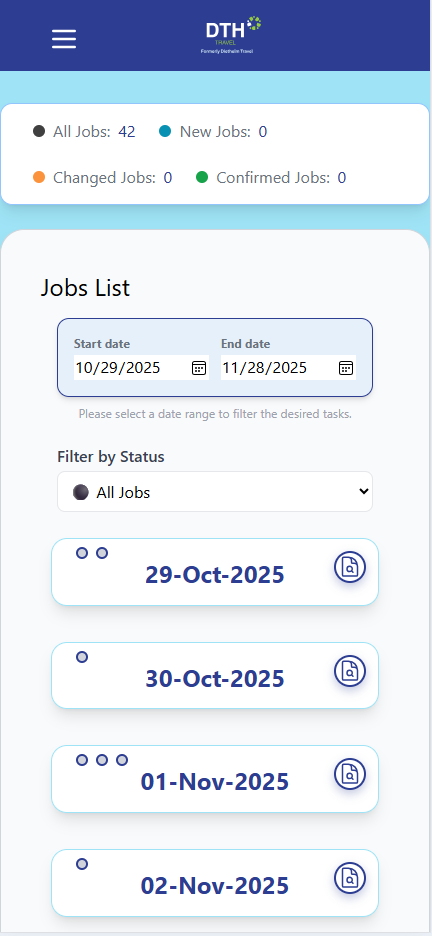 DTH
TRAVEL
Formerly Diethelm Travel
All Jobs: 42 New Jobs: 0
Changed Jobs: 0 Confirmed Jobs: 0
Jobs List
Start date End date
10/29/2025 11/28/2025
Please select a date range to filter the desired tasks.
Filter by Status
All Jobs
29-Oct-2025
30-Oct-2025
01-Nov-2025
02-Nov-2025